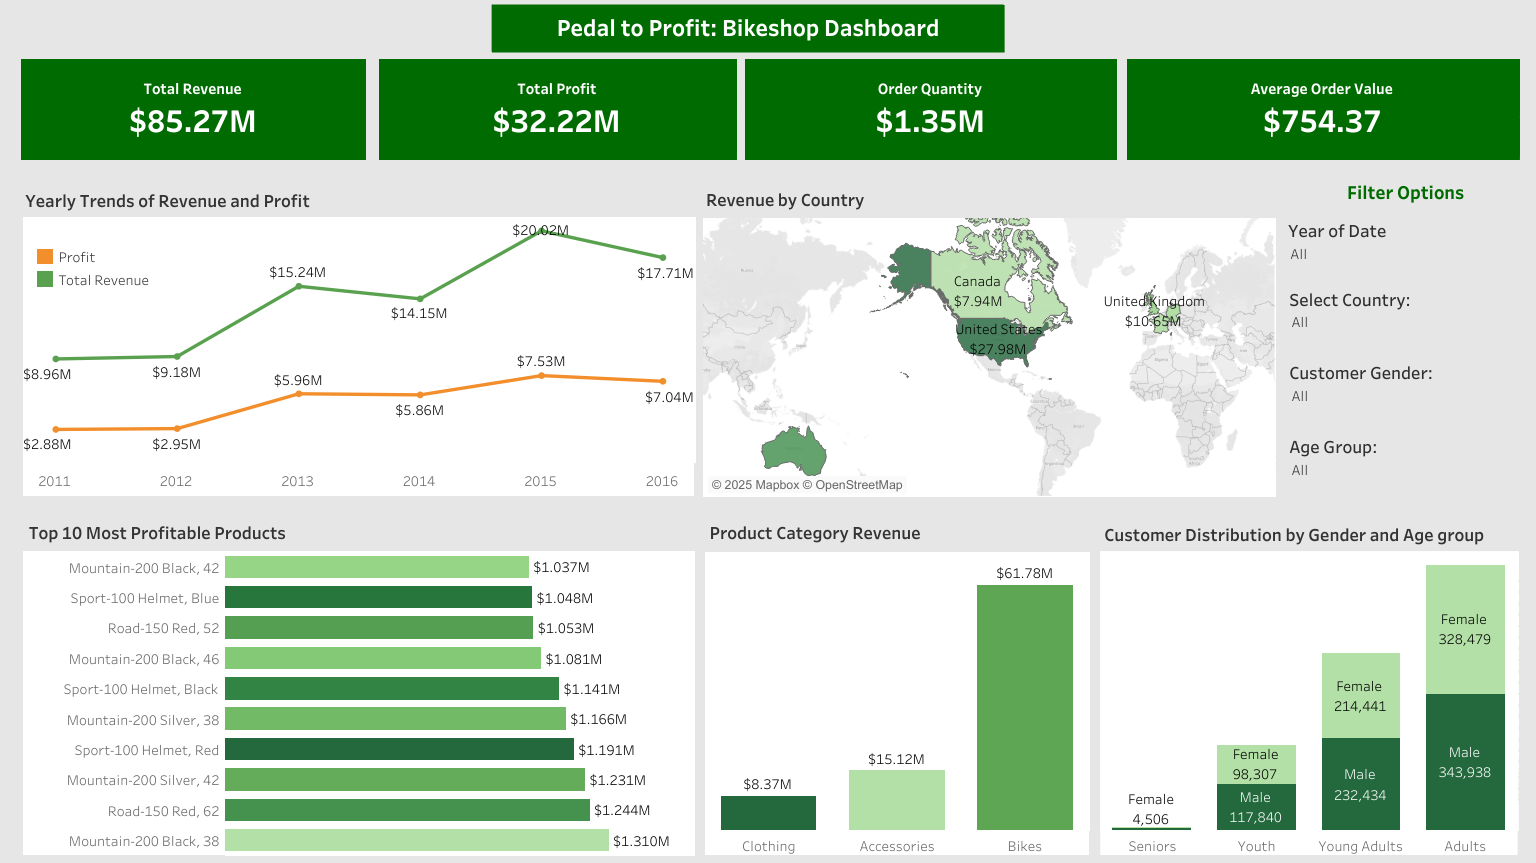 Pedal to Profit: Bikeshop Dashboard
Total Revenue
$85.27M
Total Profit
$32.22M
Order Quantity
$1.35M
Average Order Value
$754.37
Yearly Trends of Revenue and Profit
Profit
Total Revenue
$8.96M
$9.18M
$15.24M
$14.15M
$20.02M
$17.71M
$2.88M
$2.95M
$5.96M
$5.86M
$7.53M
$7.04M
2011
2012
2013
2014
2015
2016
Revenue by Country
Canada
$7.94M
United States
$27.98M
United Kingdom
$10.65M
© 2025 Mapbox © OpenStreetMap
Filter Options
Year of Date
All
Select Country:
All
Customer Gender:
All
Age Group:
All
Top 10 Most Profitable Products
Mountain-200 Black, 42 $1.037M
Sport-100 Helmet, Blue $1.048M
Road-150 Red, 52 $1.053M
Mountain-200 Black, 46 $1.081M
Sport-100 Helmet, Black $1.141M
Mountain-200 Silver, 38 $1.166M
Sport-100 Helmet, Red $1.191M
Mountain-200 Silver, 42 $1.231M
Road-150 Red, 62 $1.244M
Mountain-200 Black, 38 $1.310M
Product Category Revenue
$8.37M
$15.12M
$61.78M
Clothing
Accessories
Bikes
Customer Distribution by Gender and Age group
Female
4,506
Female
98,307
Male
117,840
Female
214,441
Male
232,434
Female
328,479
Male
343,938
Seniors
Youth
Young Adults
Adults